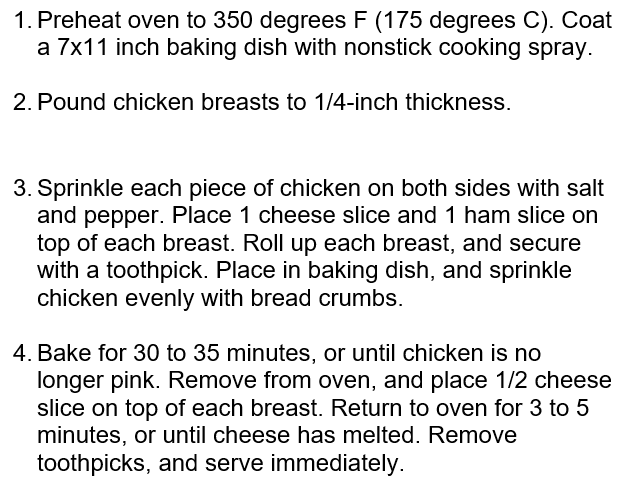 1. Preheat oven to 350 degrees F (175 degrees C). Coat
a 7x11 inch baking dish with nonstick cooking spray.
2. Pound chicken breasts to 1/4-inch thickness.
3. Sprinkle each piece of chicken on both sides with salt
and pepper. Place 1 cheese slice and 1 ham slice on
top of each breast. Roll up each breast, and secure
with a toothpick. Place in baking dish, and sprinkle
chicken evenly with bread crumbs.
4. Bake for 30 to 35 minutes, or until chicken is no
longer pink. Remove from oven, and place 1/2 cheese
slice on top of each breast. Return to oven for 3 to 5
minutes, or until cheese has melted. Remove
toothpicks, and serve immediately.